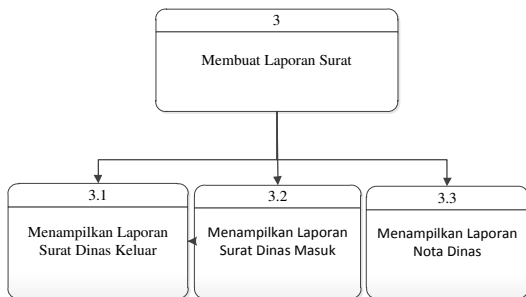 3
Membuat Laporan Surat
3.1
Menampilkan Laporan
Surat Dinas Keluar
3.2
Menampilkan Laporan
Surat Dinas Masuk
3.3
Menampilkan Laporan
Nota Dinas